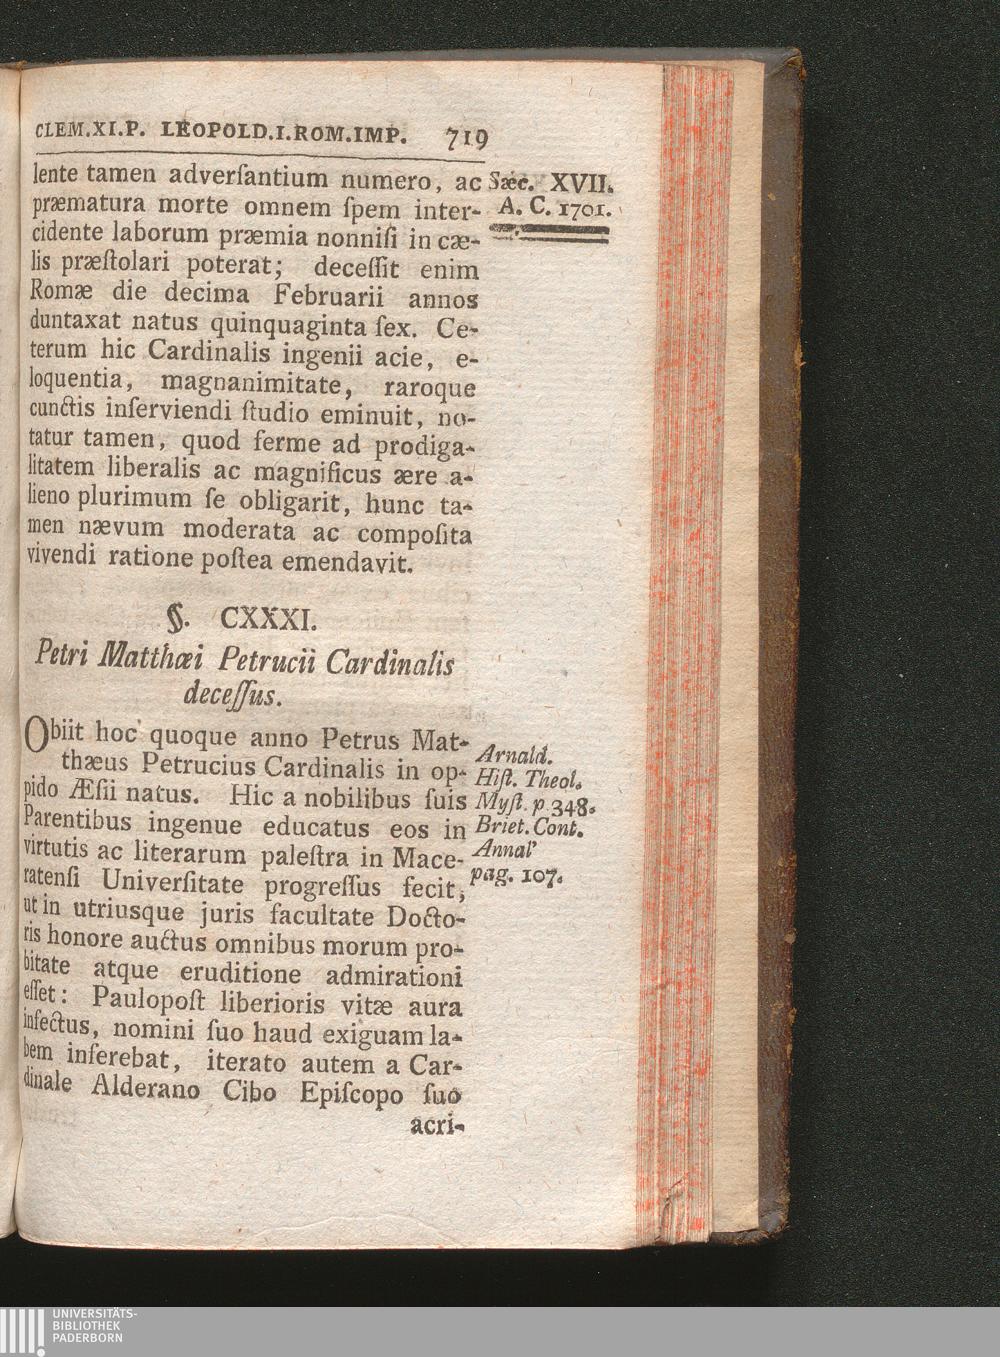 CLEM.XI.P. LEOPOLD.I.ROM.IMP. 719
lente tamen adverſantium numero, ac
præmatura morte omnem ſpem inter-
cidente laborum præmia nonniſi in cæ-
lis præſtolari poterat; deceſſit enim
Romæ die decima Februarii annos
duntaxat natus quinquaginta ſex. Ce-
terum hic Cardinalis ingenii acie, e-
loquentia, magnanimitate, raroque
cunctis inſerviendi ſtudio eminuit, no-
tatur tamen, quod ferme ad prodiga-
litatem liberalis ac magnificus ære a-
lieno plurimum ſe obligarit, hunc ta-
men nævum moderata ac compoſita
vivendi ratione poſtea emendavit.
Sæc. XVII.
A. C. 1701.
§. CXXXI.
Petri Matthæi Petrucii Cardinalis
deceſſus.
Obiit hoc quoque anno Petrus Mat-
thæus Petrucius Cardinalis in op-
pido Æſii natus. Hic a nobilibus ſuis
Parentibus ingenue educatus eos in
virtutis ac literarum paleſtra in Mace-
ratenſi Univerſitate progreſſus fecit,
ut in utriusque juris facultate Docto-
ris honore auctus omnibus morum pro-
bitate atque eruditione admirationi
eſſet: Paulopoſt liberioris vitæ aura
infectus, nomini ſuo haud exiguam la-
bem inferebat, iterato autem a Car-
dinale Alderano Cibo Epiſcopo ſuo
acri-
Arnald.
Hiſt. Theol.
Myſt. p. 348.
Briet. Cont.
Annal'
pag. 107.
UNIVERSITÄTS-
BIBLIOTHEK
PADERBORN